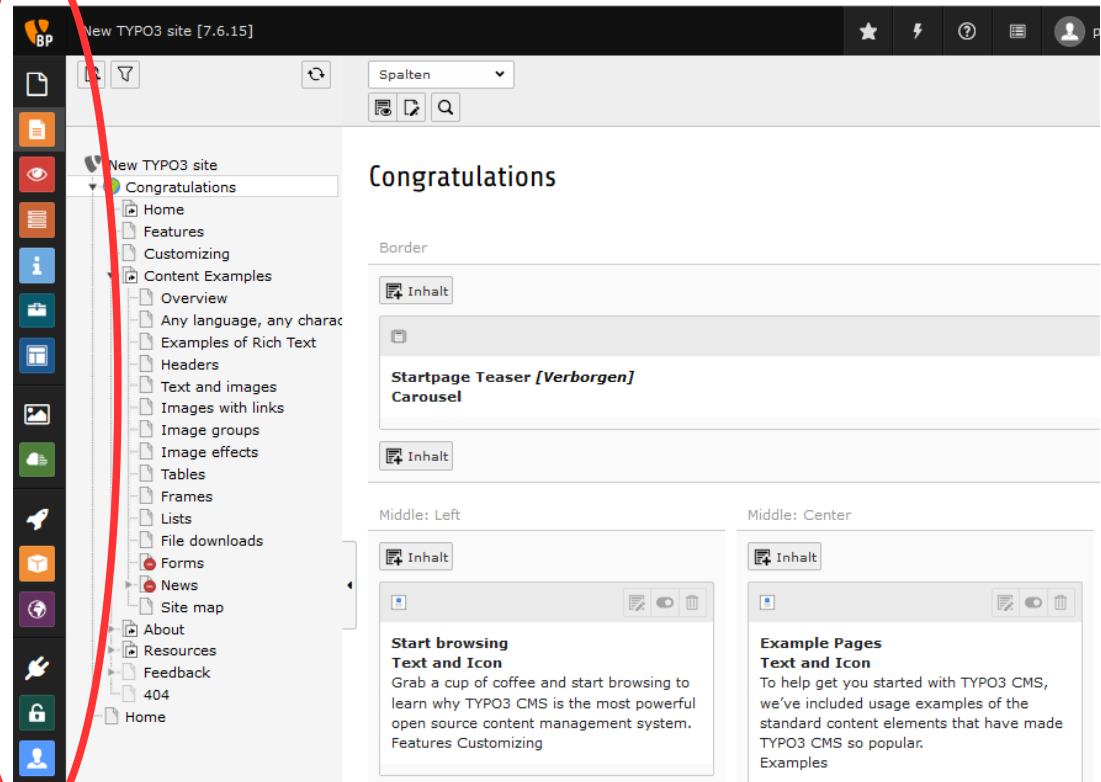 BP
New TYPO3 site [7.6.15]
Spalten
New TYPO3 site
Congratulations
Home
Features
Customizing
Content Examples
Overview
Any language, any charac
Examples of Rich Text
Headers
Text and images
Images with links
Image groups
Image effects
Tables
Frames
Lists
File downloads
Forms
News
Site map
About
Resources
Feedback
404
Home
Congratulations
Border
Inhalt
Startpage Teaser [Verborgen]
Carousel
Inhalt
Middle: Left
Inhalt
Start browsing
Text and Icon
Grab a cup of coffee and start browsing to
learn why TYPO3 CMS is the most powerful
open source content management system.
Features Customizing
Middle: Center
Inhalt
Example Pages
Text and Icon
To help get you started with TYPO3 CMS,
we've included usage examples of the
standard content elements that have made
TYPO3 CMS so popular.
Examples